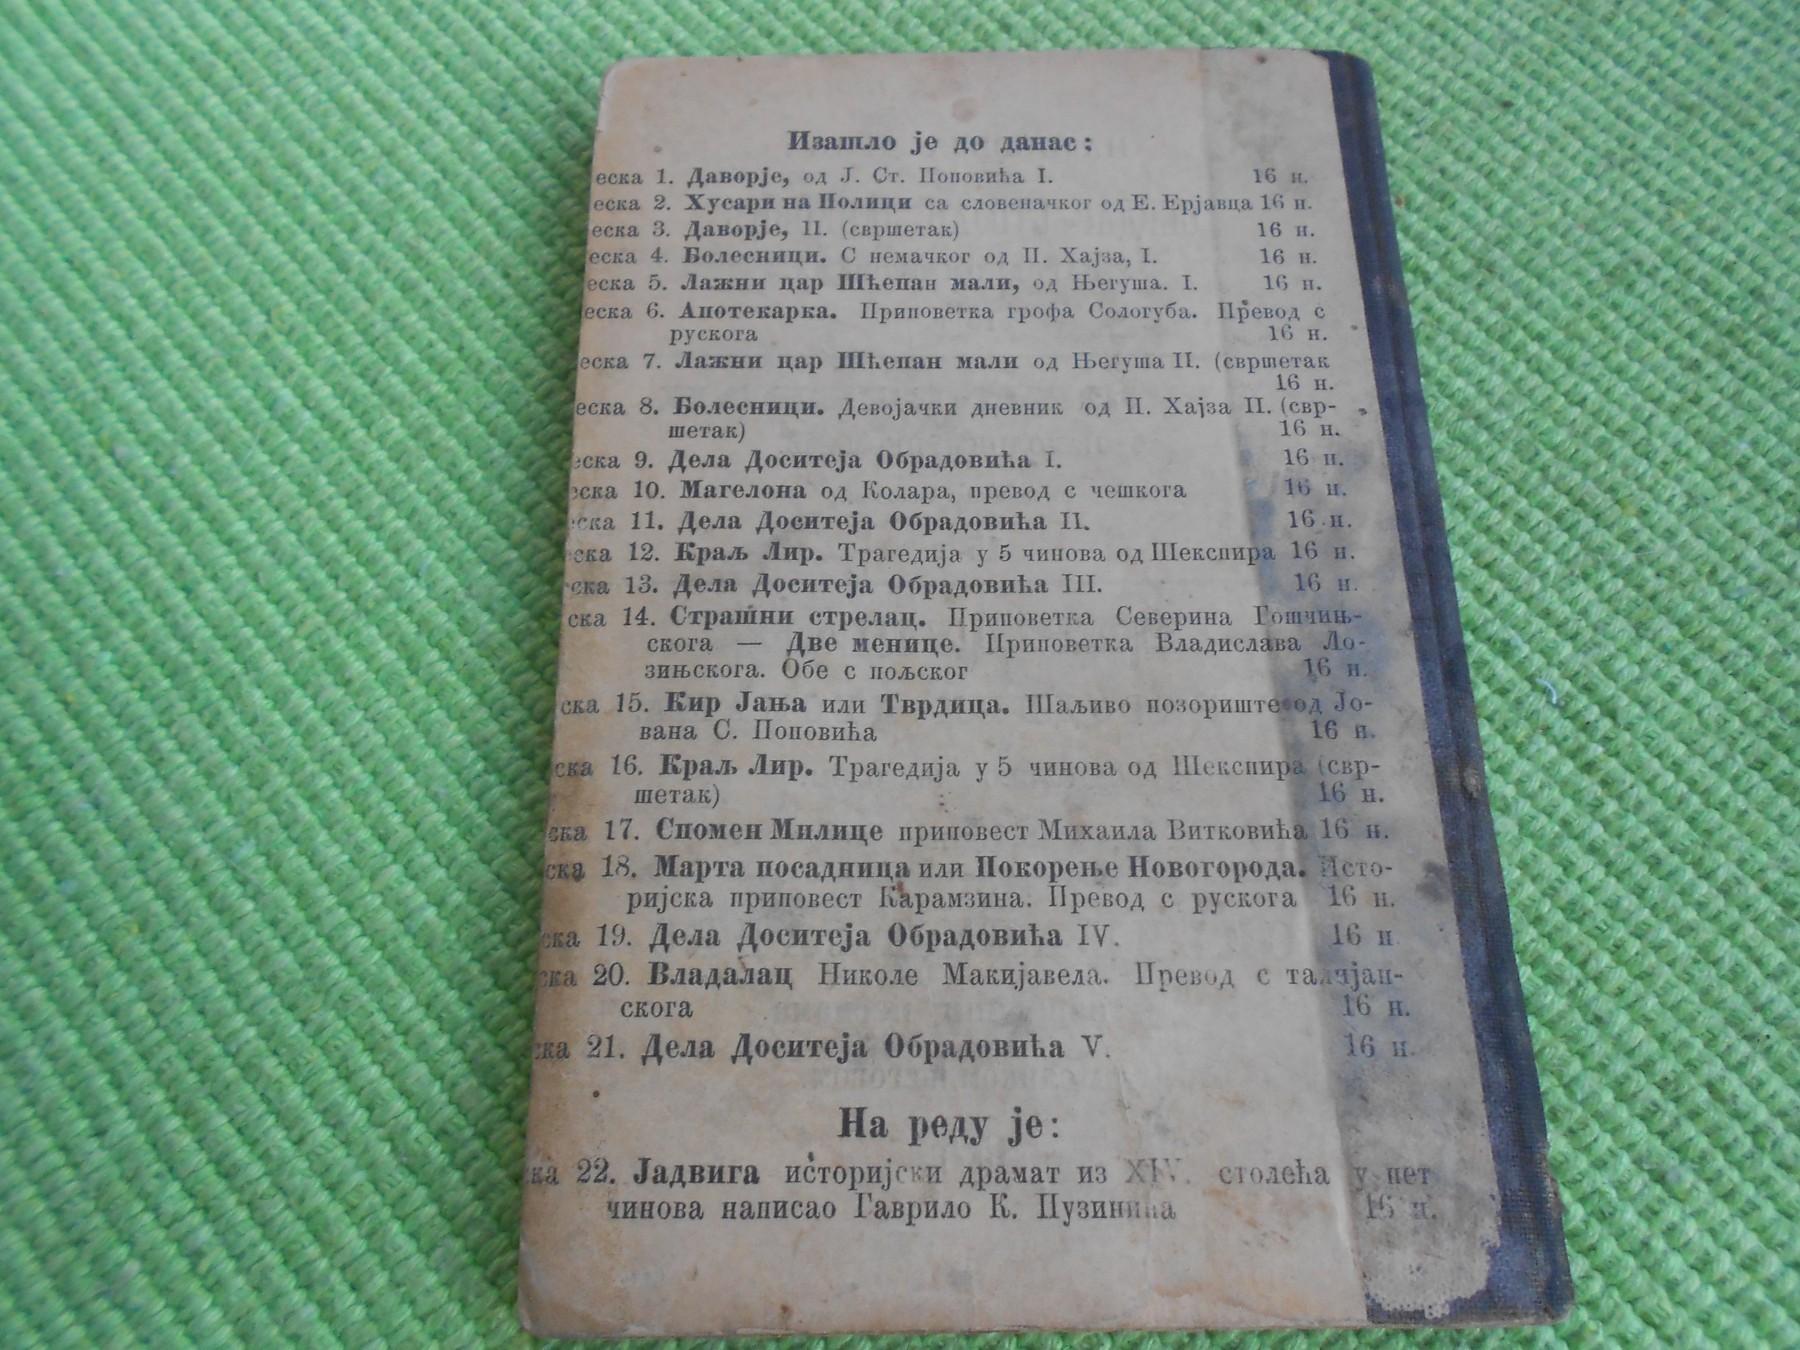 Изашло је до данас:
еска 1. Даворје, од Ј. Ст. Поповића I. 16 н.
еска 2. Хусари на Полици са словеначког од Е. Ерјавца 16 н.
еска 3. Даворје, II. (свршетак) 16 н.
еска 4. Болесници. С немачког од П. Хајза, I. 16 н.
еска 5. Лажни цар Шћепан мали, од Његуша. I. 16 н.
еска 6. Апотекарка. Приповетка грофа Сологуба. Превод с
рускога 16 н.
еска 7. Лажни цар Шћепан мали од Његуша II. (свршетак
16 н.
еска 8. Болесници. Девојачки дневник од П. Хајза II. (свр-
шетак) 16 н.
еска 9. Дела Доситеја Обрадовића I. 16 н.
еска 10. Магелона од Колара, превод с чешкога 16 н.
еска 11. Дела Доситеја Обрадовића II. 16 н.
еска 12. Краљ Лир. Трагедија у 5 чинова од Шекспира 16 н.
еска 13. Дела Доситеја Обрадовића III. 16 н.
ска 14. Страшни стрелац. Приповетка Северина Гошчињ-
скога — Две менице. Приповетка Владислава Ло-
зињскога. Обе с пољског 16 н.
ска 15. Кир Јања или Тврдица. Шаљиво позориште од Јо-
вана С. Поповића 16 н.
ска 16. Краљ Лир. Трагедија у 5 чинова од Шекспира (свр-
шетак) 16 н.
ска 17. Спомен Милице приповест Михаила Витковића 16 н.
ска 18. Марта посадница или Покорење Новогорода. Исто-
ријска приповест Карамзина. Превод с рускога 16 н.
ска 19. Дела Доситеја Обрадовића IV. 16 н
ска 20. Владалац Николе Макијавела. Превод с талијан-
скога 16 н.
ка 21. Дела Доситеја Обрадовића V. 16 н.
На реду је:
ка 22. Јадвига историјски драмат из XIV. столећа у пет
чинова написао Гаврило К. Пузинића 16 н.